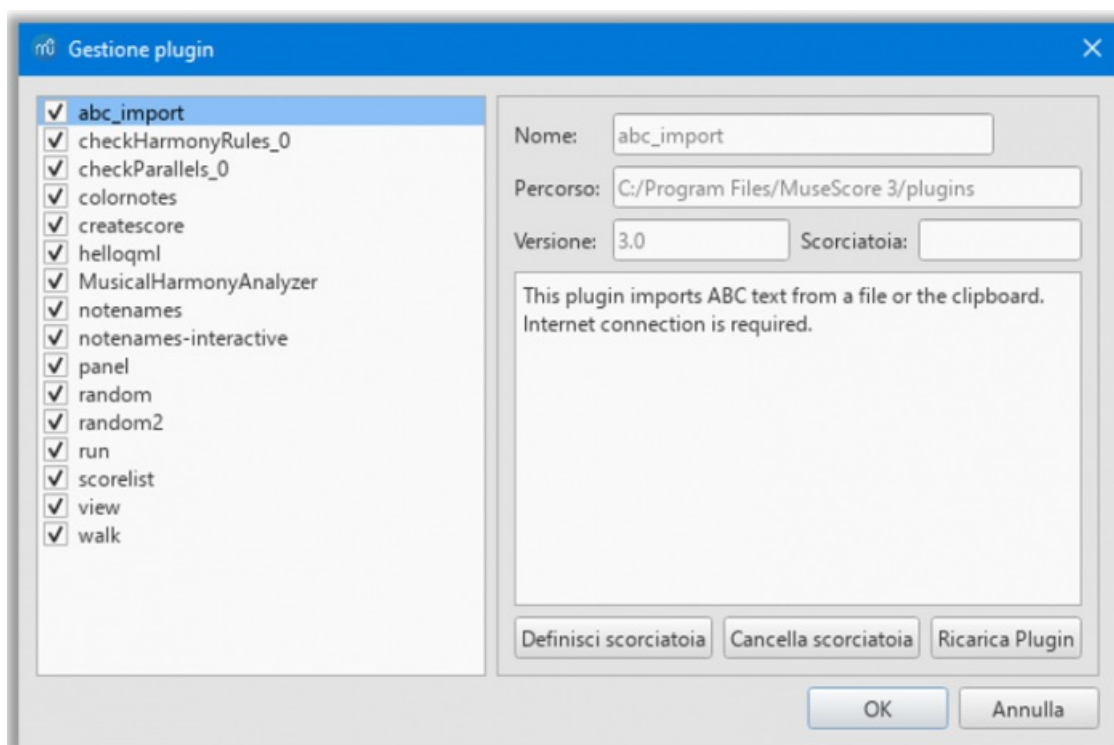 Gestione plugin
abc_import
checkHarmonyRules_0
checkParallels_0
colornotes
createscore
helloqml
MusicalHarmonyAnalyzer
notenames
notenames-interactive
panel
random
random2
run
scorelist
view
walk
Nome: abc_import
Percorso: C:/Program Files/MuseScore 3/plugins
Versione: 3.0 Scorciatoia:
This plugin imports ABC text from a file or the clipboard.
Internet connection is required.
Definisci scorciatoia Cancella scorciatoia Ricarica Plugin
OK Annulla